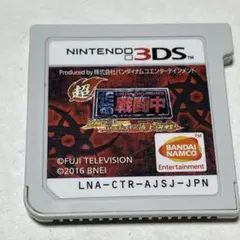 NINTENDO 3DS
Produced by 株式会社バンダイナムコエンターテインメント
超
戦闘中
BANDAI
NAMCO
Entertainment
©FUJI TELEVISION
©2016 BNEI
LNA-CTR-AJSJ-JPN